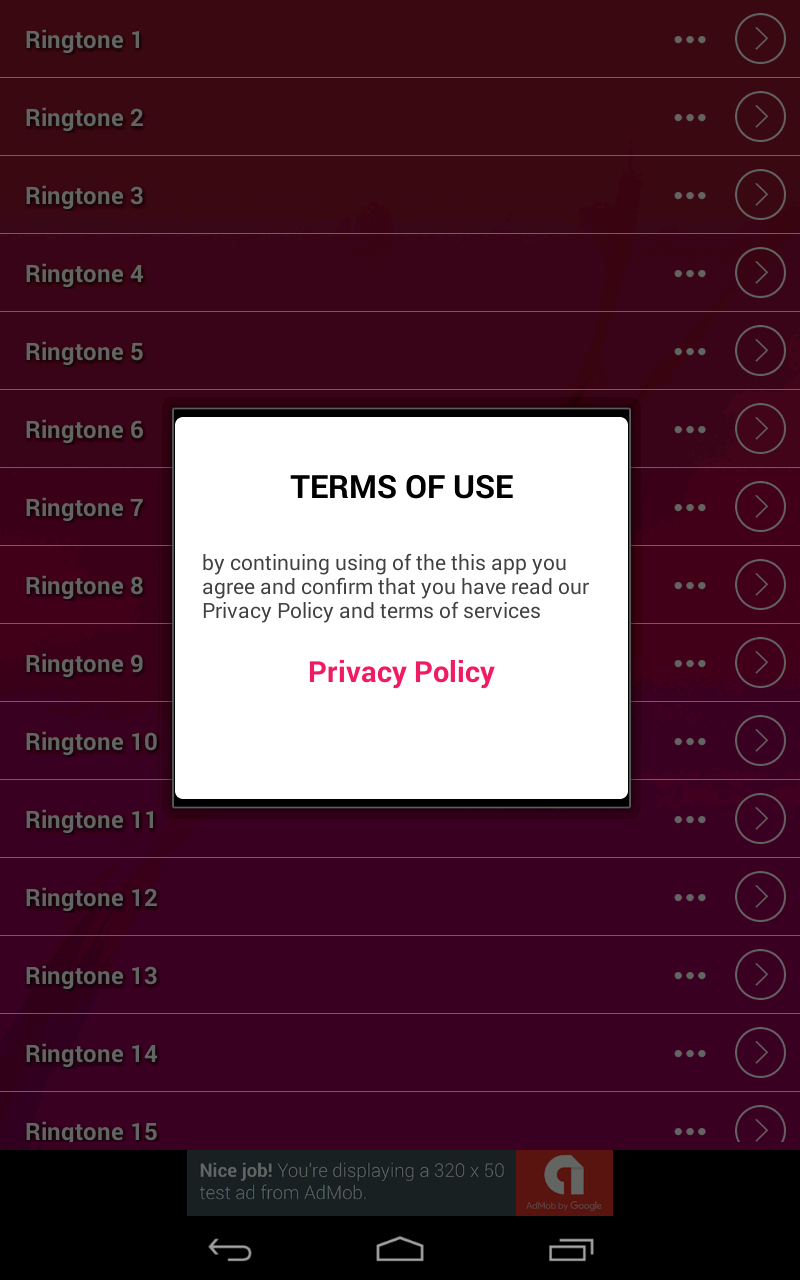 Ringtone 1
Ringtone 2
Ringtone 3
Ringtone 4
Ringtone 5
Ringtone 6
TERMS OF USE
Ringtone 7
by continuing using of the this app you
agree and confirm that you have read our
Privacy Policy and terms of services
Ringtone 8
Ringtone 9
Privacy Policy
Ringtone 10
Ringtone 11
Ringtone 12
Ringtone 13
Ringtone 14
Ringtone 15
Nice job! You're displaying a 320 x 50
test ad from AdMob.
AdMob by Google